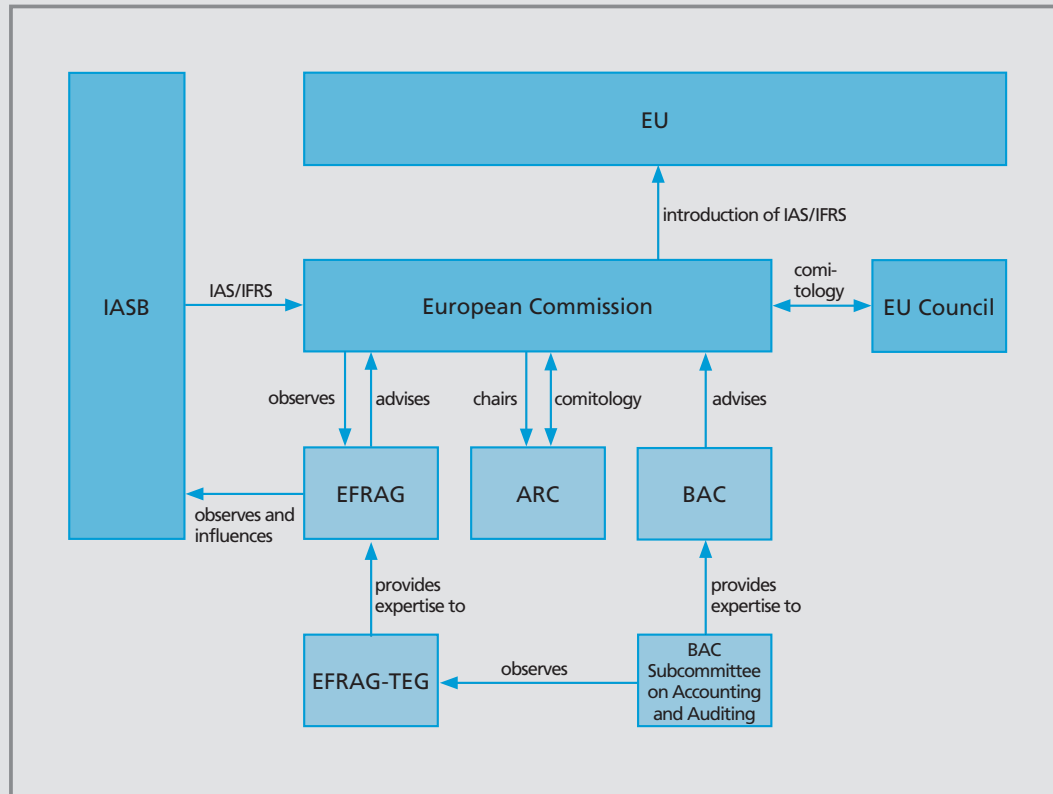 EU
introduction of IAS/IFRS
IASB
IAS/IFRS
European Commission
comi-
tology
EU Council
observes
advises
chairs
comitology
advises
EFRAG
ARC
BAC
observes and
influences
provides
expertise to
provides
expertise to
EFRAG-TEG
observes
BAC
Subcommittee
on Accounting
and Auditing